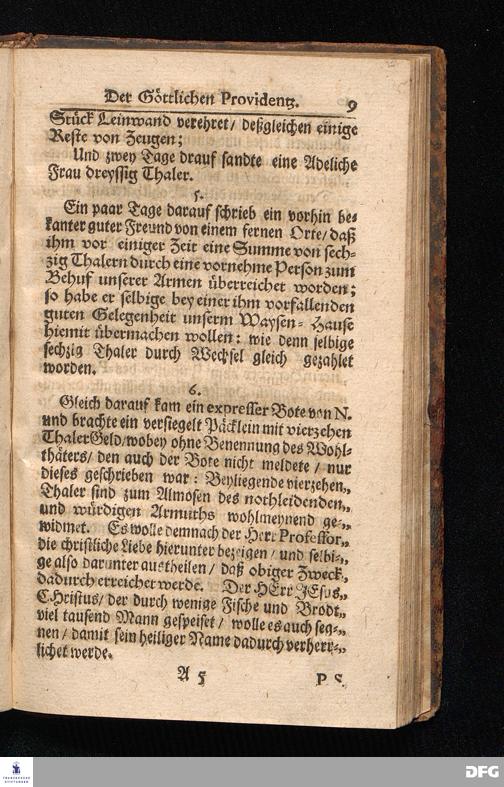 Der Göttlichen Providentz. 9
Stück Leinwand verehret/ deßgleichen einige
Reste von Zeugen;
Und zwey Tage drauf sandte eine Adeliche
Frau dreyssig Thaler.
5.
Ein paar Tage darauf schrieb ein vorhin be-
kanter guter Freund von einem fernen Orte/ daß
ihm vor einiger Zeit eine Summe von sech-
zig Thalern durch eine vornehme Person zum
Behuf unserer Armen überreichet worden;
so habe er selbige bey einer ihm vorfallenden
guten Gelegenheit unserm Waysen-Hause
hiemit übermachen wollen: wie denn selbige
sechzig Thaler durch Wechsel gleich gezahlet
worden.
6.
Gleich darauf kam ein expresser Bote von N.
und brachte ein versiegelt Päcklein mit vierzehen
Thaler Geld/ wobey ohne Benennung des Wohl-
thäters/ den auch der Bote nicht meldete/ nur
dieses geschrieben war: Beyliegende vierzehen„
Thaler sind zum Almosen des nothleidenden„
und würdigen Armuths wohlmeynend ge-„
widmet. Es wolle demnach der Herr Professor„
die christliche Liebe hierunter bezeigen/ und selbi-„
ge also darunter austheilen/ daß obiger Zweck„
dadurch erreichet werde. Der HErr JEsus„
CHristus/ der durch wenige Fische und Brodt„
viel tausend Mann gespeiset/ wolle es auch seg-„
nen/ damit sein heiliger Name dadurch verherr-„
lichet werde.
A 5 P. S.
FRANCKESCHE
STIFTUNGEN
DFG